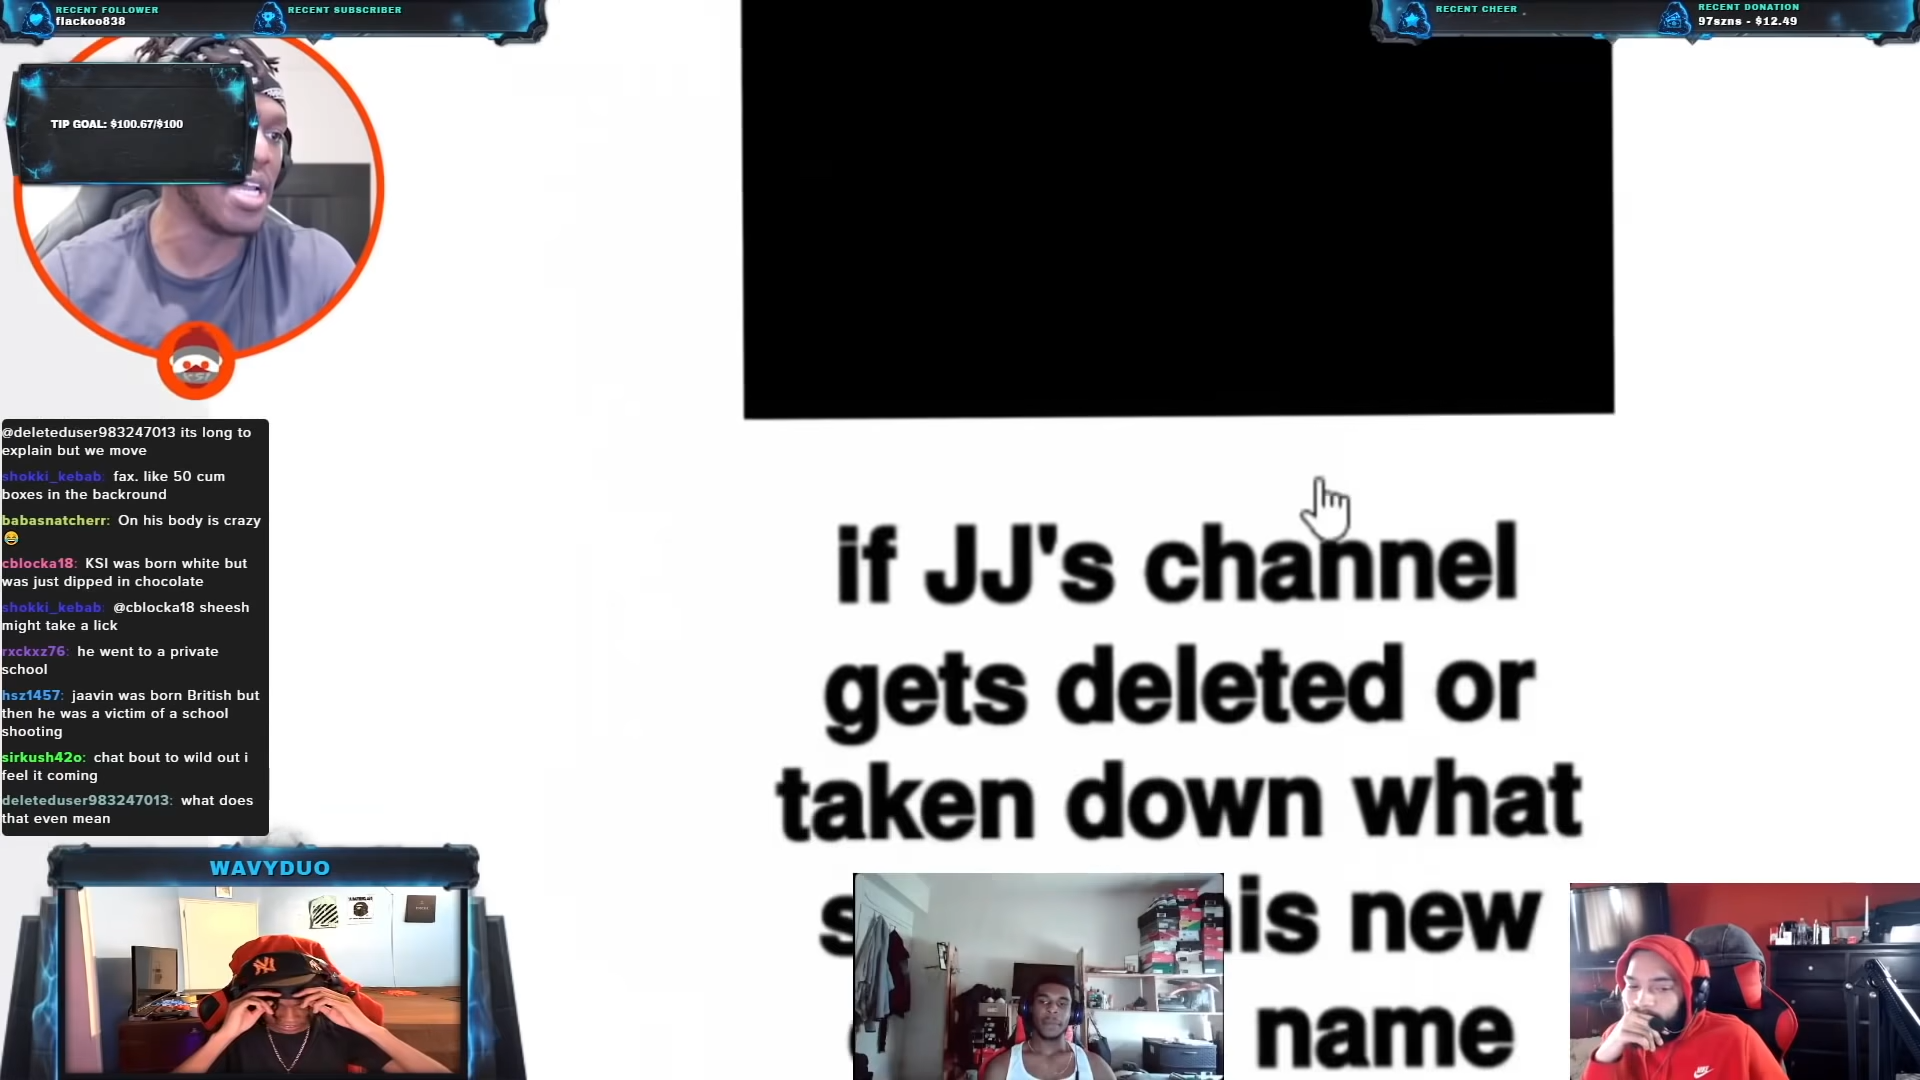 RECENT FOLLOWER
flackoo838
RECENT SUBSCRIBER
RECENT CHEER
RECENT DONATION
97szns - $12.49
TIP GOAL: $100.67/$100
@deleteduser983247013 its long to
explain but we move
shokki_kebab: fax. like 50 cum
boxes in the backround
babasnatcherr: On his body is crazy
😂
cblocka18: KSI was born white but
was just dipped in chocolate
shokki_kebab: @cblocka18 sheesh
might take a lick
rxckxz76: he went to a private
school
hsz1457: jaavin was born British but
then he was a victim of a school
shooting
sirkush42o: chat bout to wild out i
feel it coming
deleteduser983247013: what does
that even mean
WAVYDUO
if JJ's channel
gets deleted or
taken down what
new
name